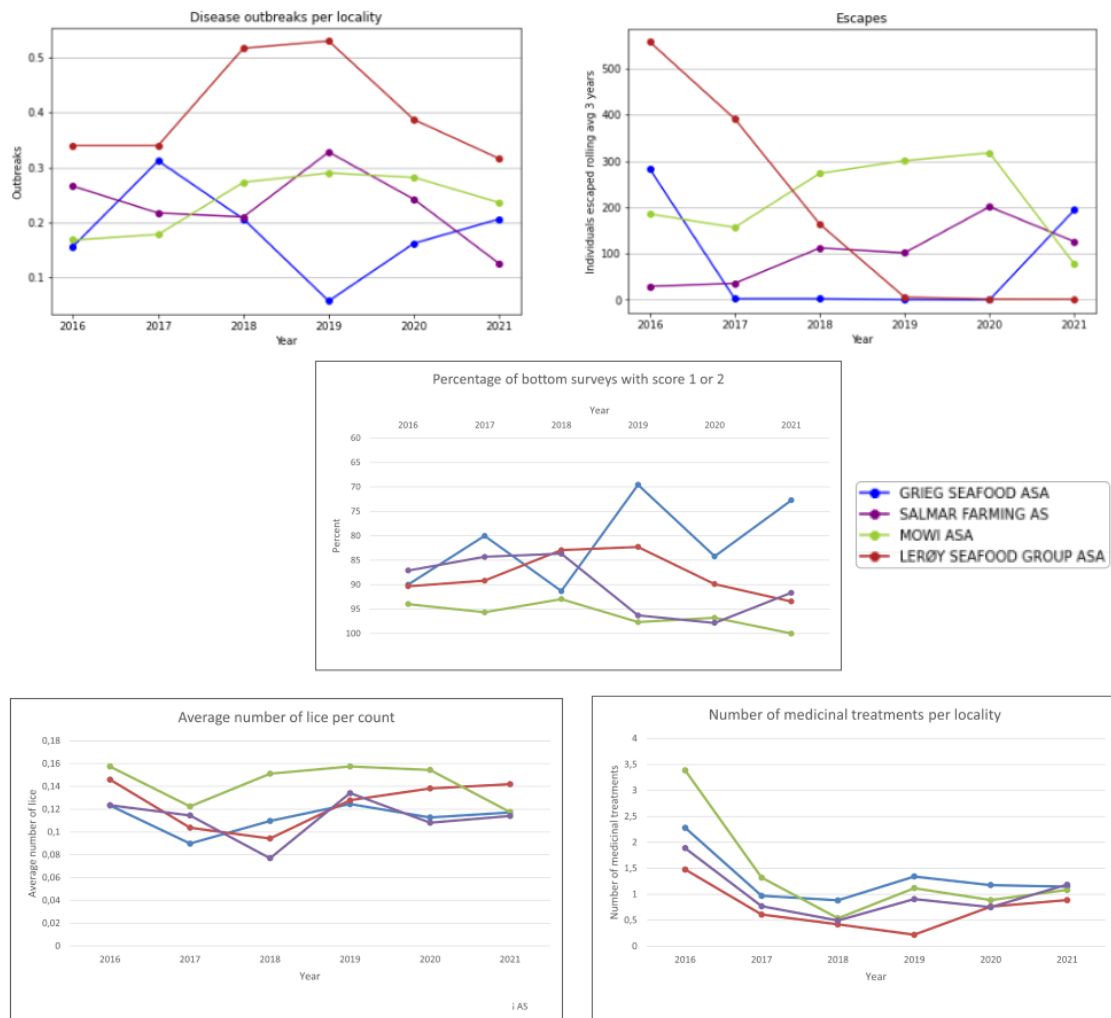 Disease outbreaks per locality
Outbreaks
0.5
0.4
0.3
0.2
0.1
2016 2017 2018 2019 2020 2021
Year
Escapes
Individuals escaped rolling avg 3 years
500
400
300
200
100
0
2016 2017 2018 2019 2020 2021
Year
Percentage of bottom surveys with score 1 or 2
Year
2016 2017 2018 2019 2020 2021
Percent
60
65
70
75
80
85
90
95
100
GRIEG SEAFOOD ASA
SALMAR FARMING AS
MOWI ASA
LERØY SEAFOOD GROUP ASA
Average number of lice per count
Average number of lice
0,18
0,16
0,14
0,12
0,1
0,08
0,06
0,04
0,02
0
2016 2017 2018 2019 2020 2021
Year
AS
Number of medicinal treatments per locality
Number of medicinal treatments
4
3,5
3
2,5
2
1,5
1
0,5
0
2016 2017 2018 2019 2020 2021
Year